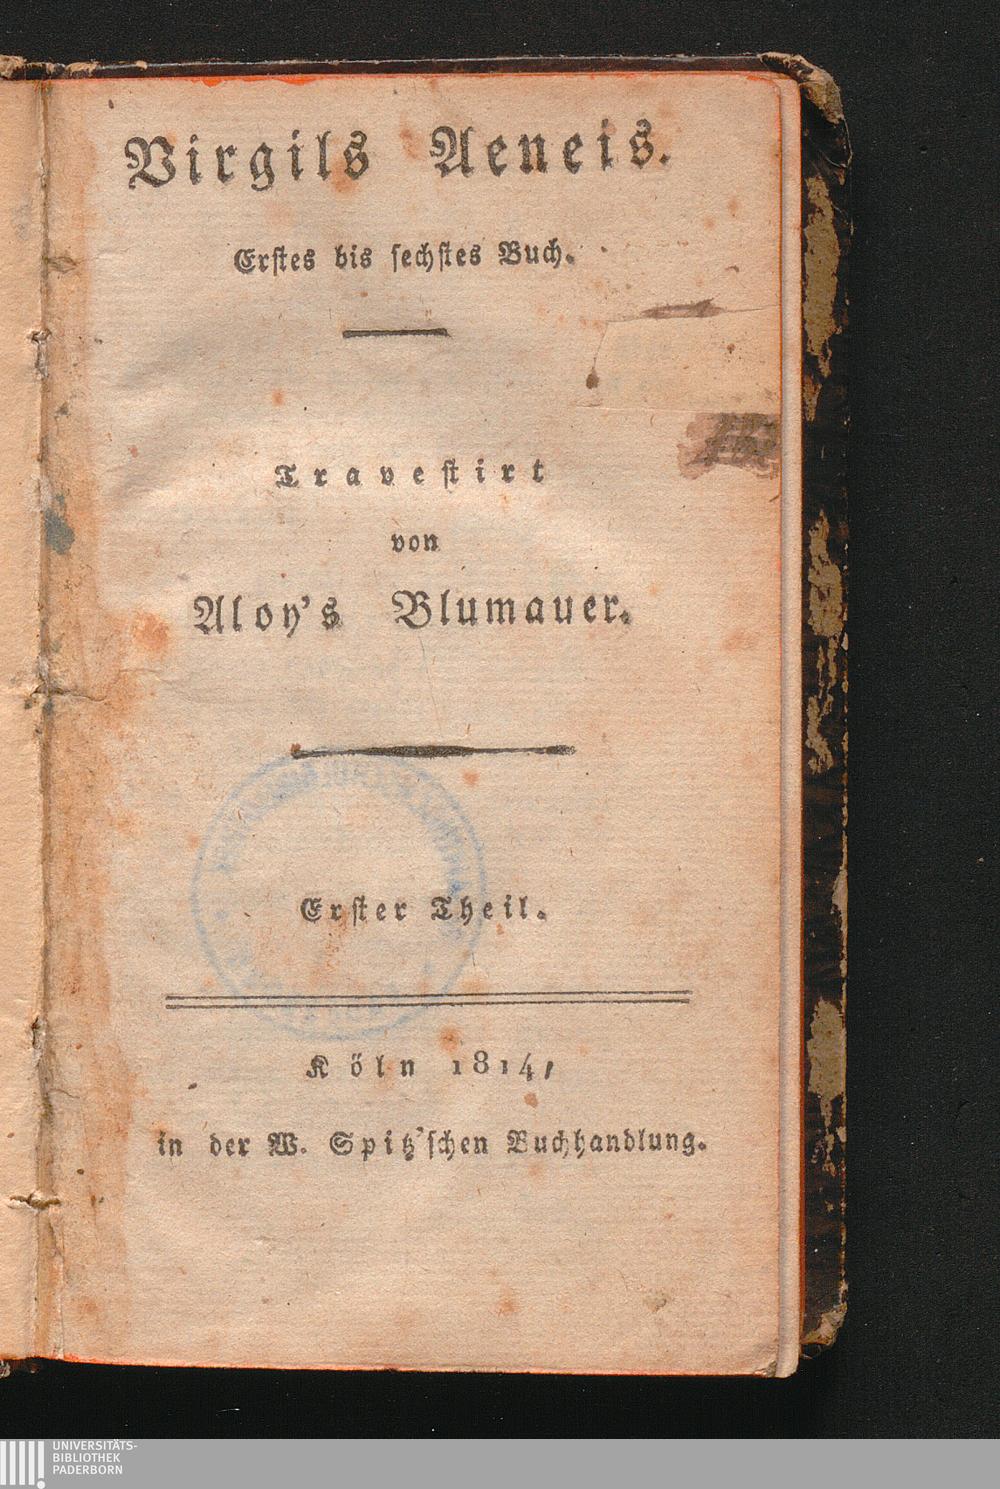 Virgils Aeneis.
Erstes bis sechstes Buch.
Travestirt
von
Aloy's Blumauer.
Erster Theil.
Köln 1814,
in der W. Spitz'schen Buchhandlung.
UNIVERSITÄTS-
BIBLIOTHEK
PADERBORN